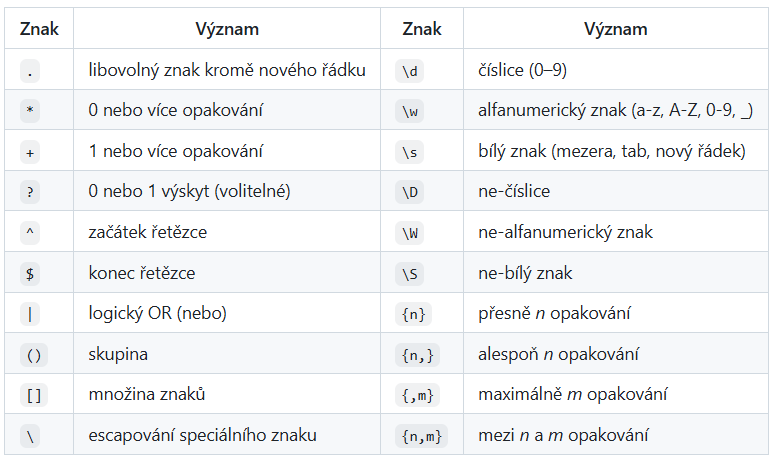 Znak Význam Znak Význam
. libovolný znak kromě nového řádku \d číslice (0–9)
* 0 nebo více opakování \w alfanumerický znak (a-z, A-Z, 0-9, _)
+ 1 nebo více opakování \s bílý znak (mezera, tab, nový řádek)
? 0 nebo 1 výskyt (volitelné) \D ne-číslice
^ začátek řetězce \W ne-alfanumerický znak
$ konec řetězce \S ne-bílý znak
| logický OR (nebo) {n} přesně n opakování
() skupina {n,} alespoň n opakování
[] množina znaků {,m} maximálně m opakování
\ escapování speciálního znaku {n,m} mezi n a m opakování